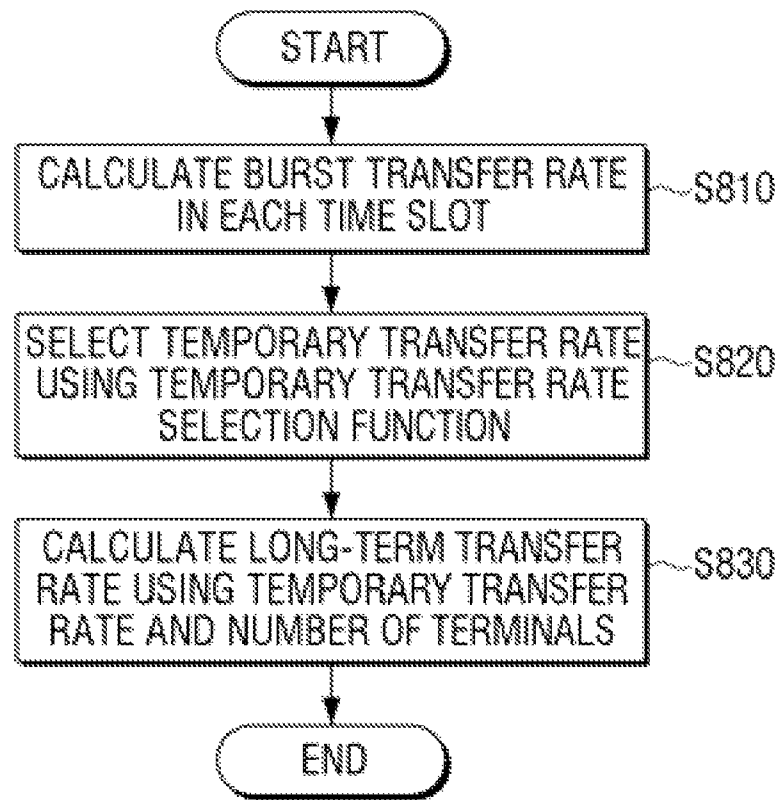 START
CALCULATE BURST TRANSFER RATE
IN EACH TIME SLOT
S810
SELECT TEMPORARY TRANSFER RATE
USING TEMPORARY TRANSFER RATE
SELECTION FUNCTION
S820
CALCULATE LONG-TERM TRANSFER
RATE USING TEMPORARY TRANSFER
RATE AND NUMBER OF TERMINALS
S830
END